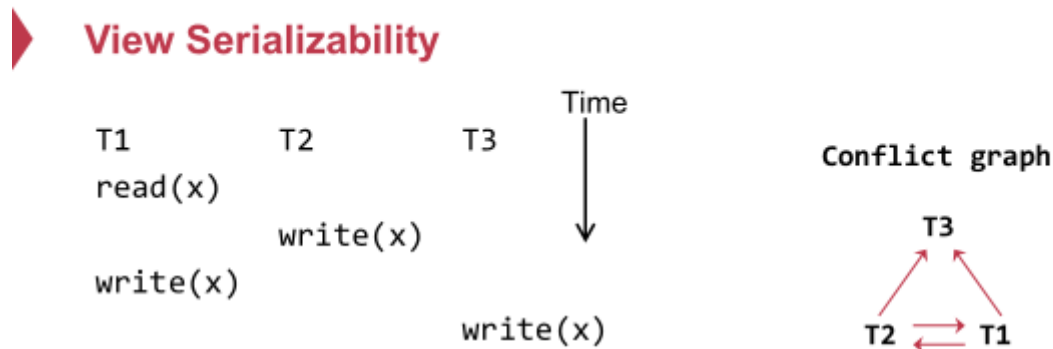 View Serializability
Time
T1 T2 T3
read(x)
write(x)
write(x)
write(x)
Conflict graph
T3
T2 T1